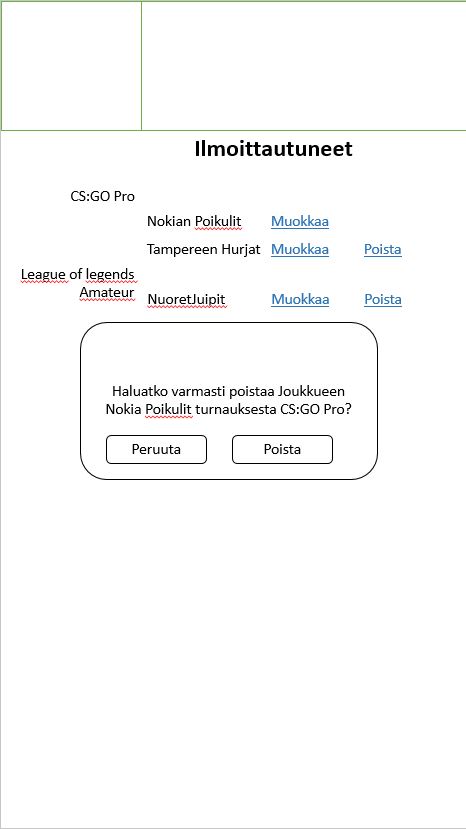 Ilmoittautuneet
CS:GO Pro
Nokian Poikulit Muokkaa
Tampereen Hurjat Muokkaa Poista
League of legends
Amateur
NuoretJuipit Muokkaa Poista
Haluatko varmasti poistaa Joukkueen
Nokia Poikulit turnauksesta CS:GO Pro?
Peruuta Poista